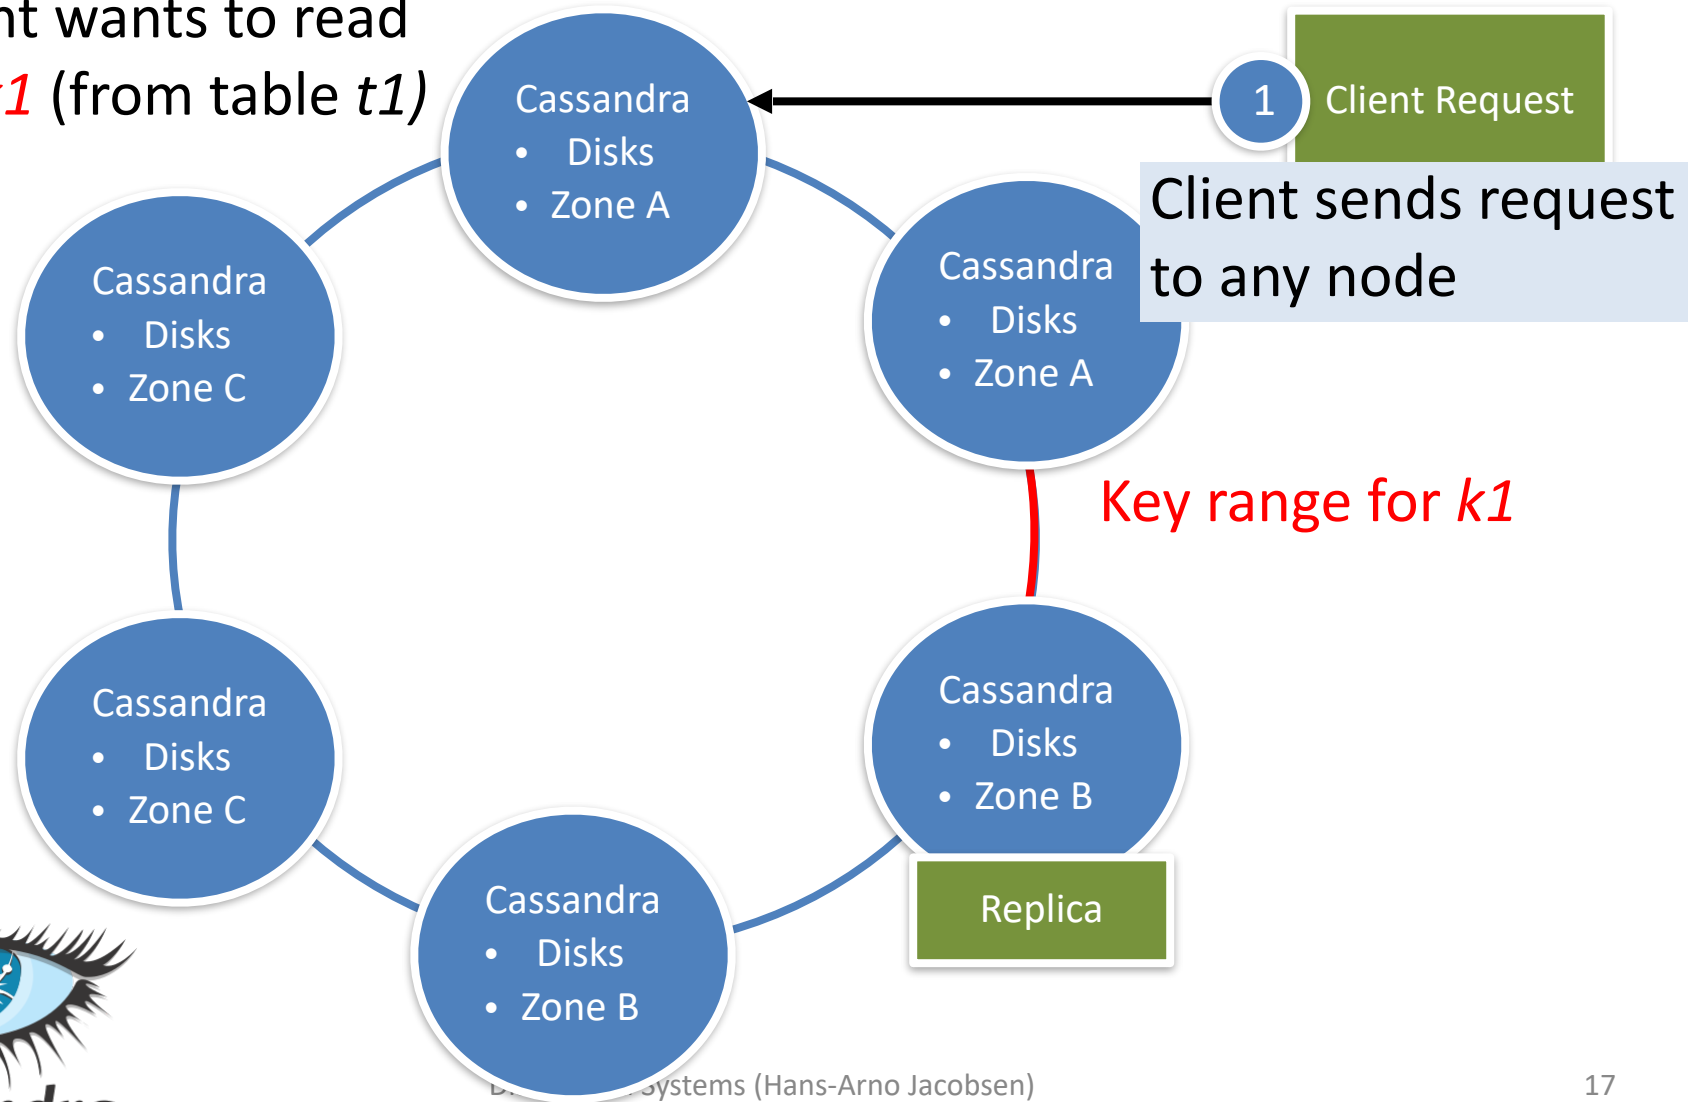 wants to read
(from table t1)
Cassandra
• Disks
• Zone A
1
Client Request
Client sends request
to any node
Cassandra
• Disks
• Zone C
Cassandra
• Disks
• Zone A
Key range for k1
Cassandra
• Disks
• Zone C
Cassandra
• Disks
• Zone B
Replica
Cassandra
• Disks
• Zone B
Systems (Hans-Arno Jacobsen)
17